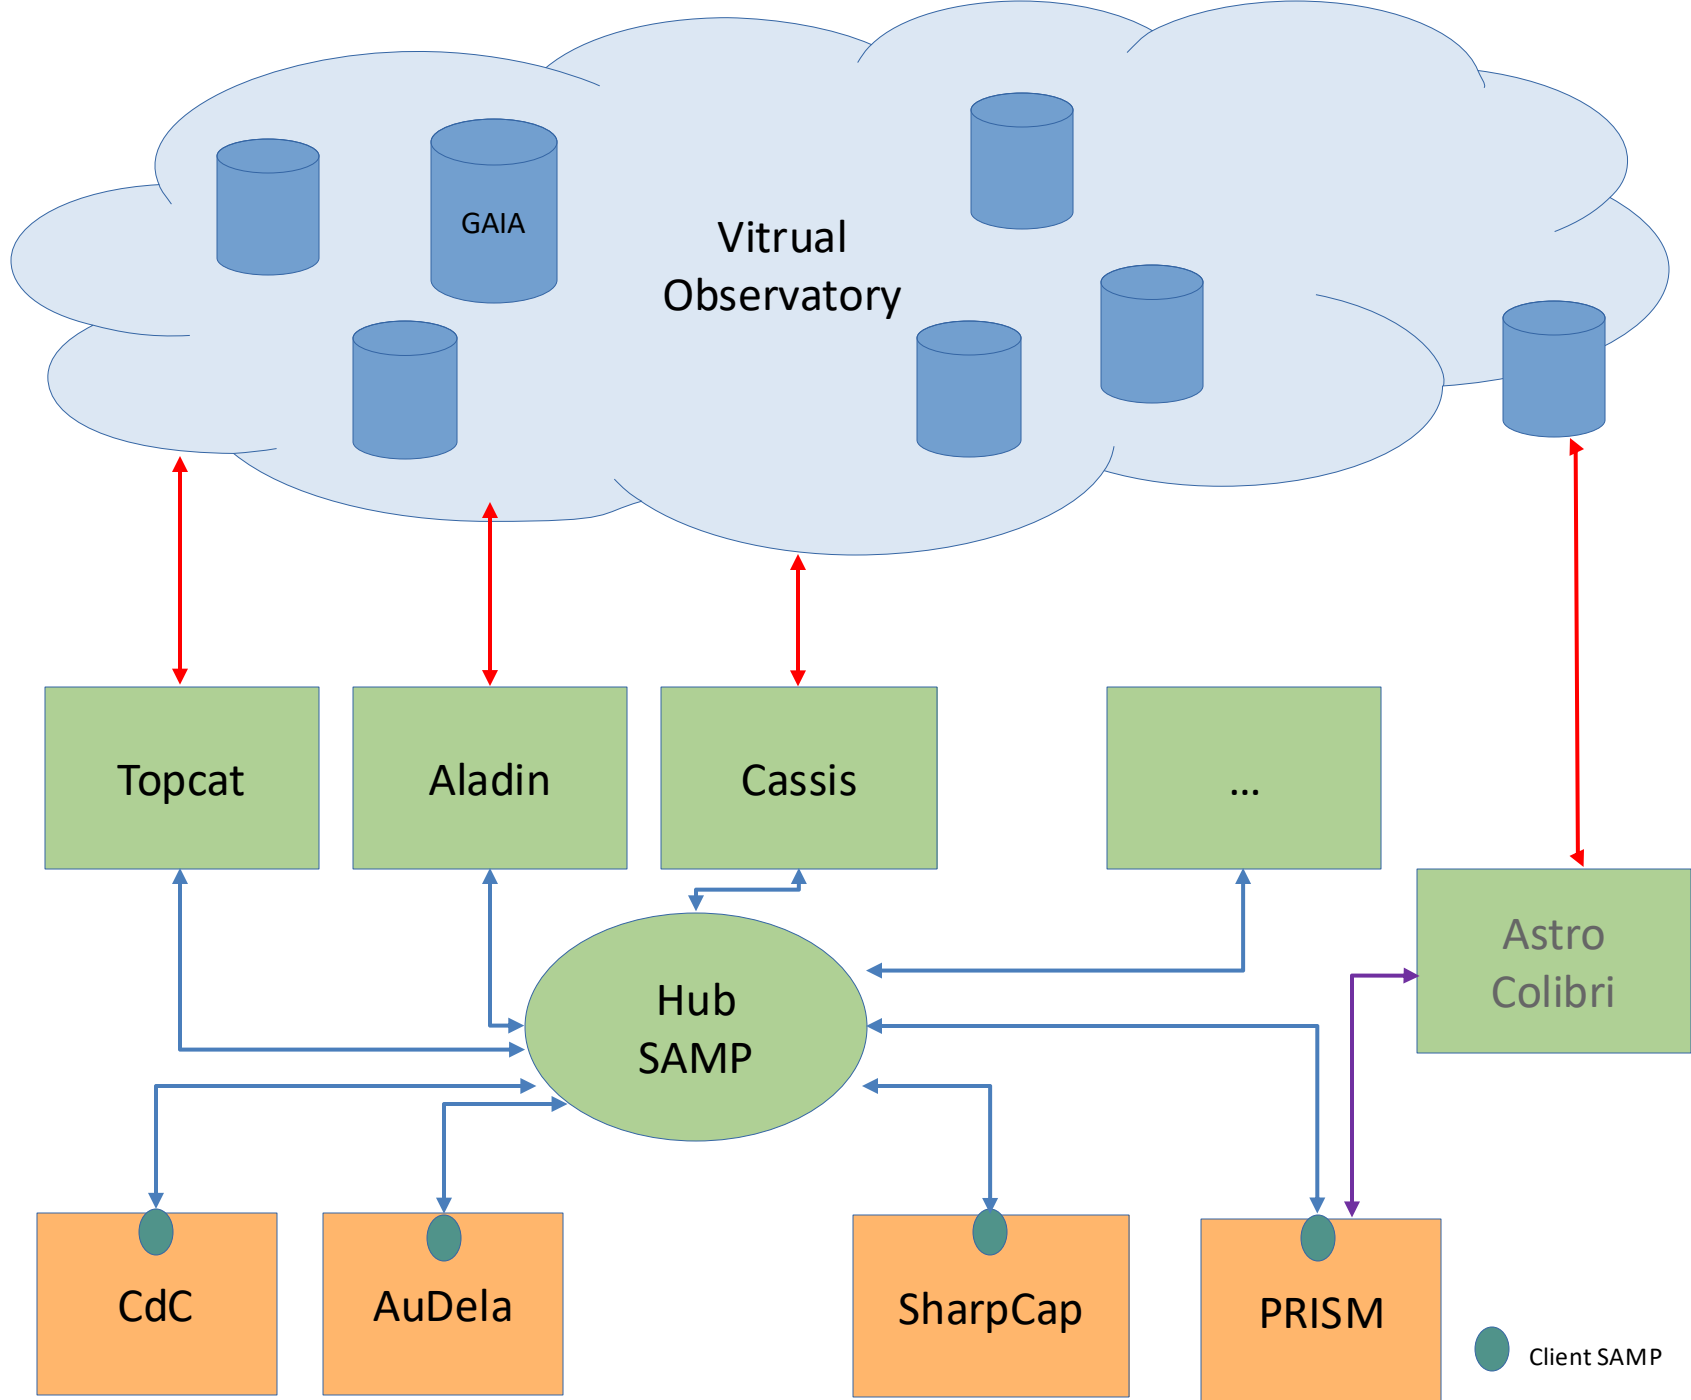 GAIA
Vitrual
Observatory
Topcat
Aladin
Cassis
...
Astro
Colibri
Hub
SAMP
CdC
AuDela
SharpCap
PRISM
Client SAMP